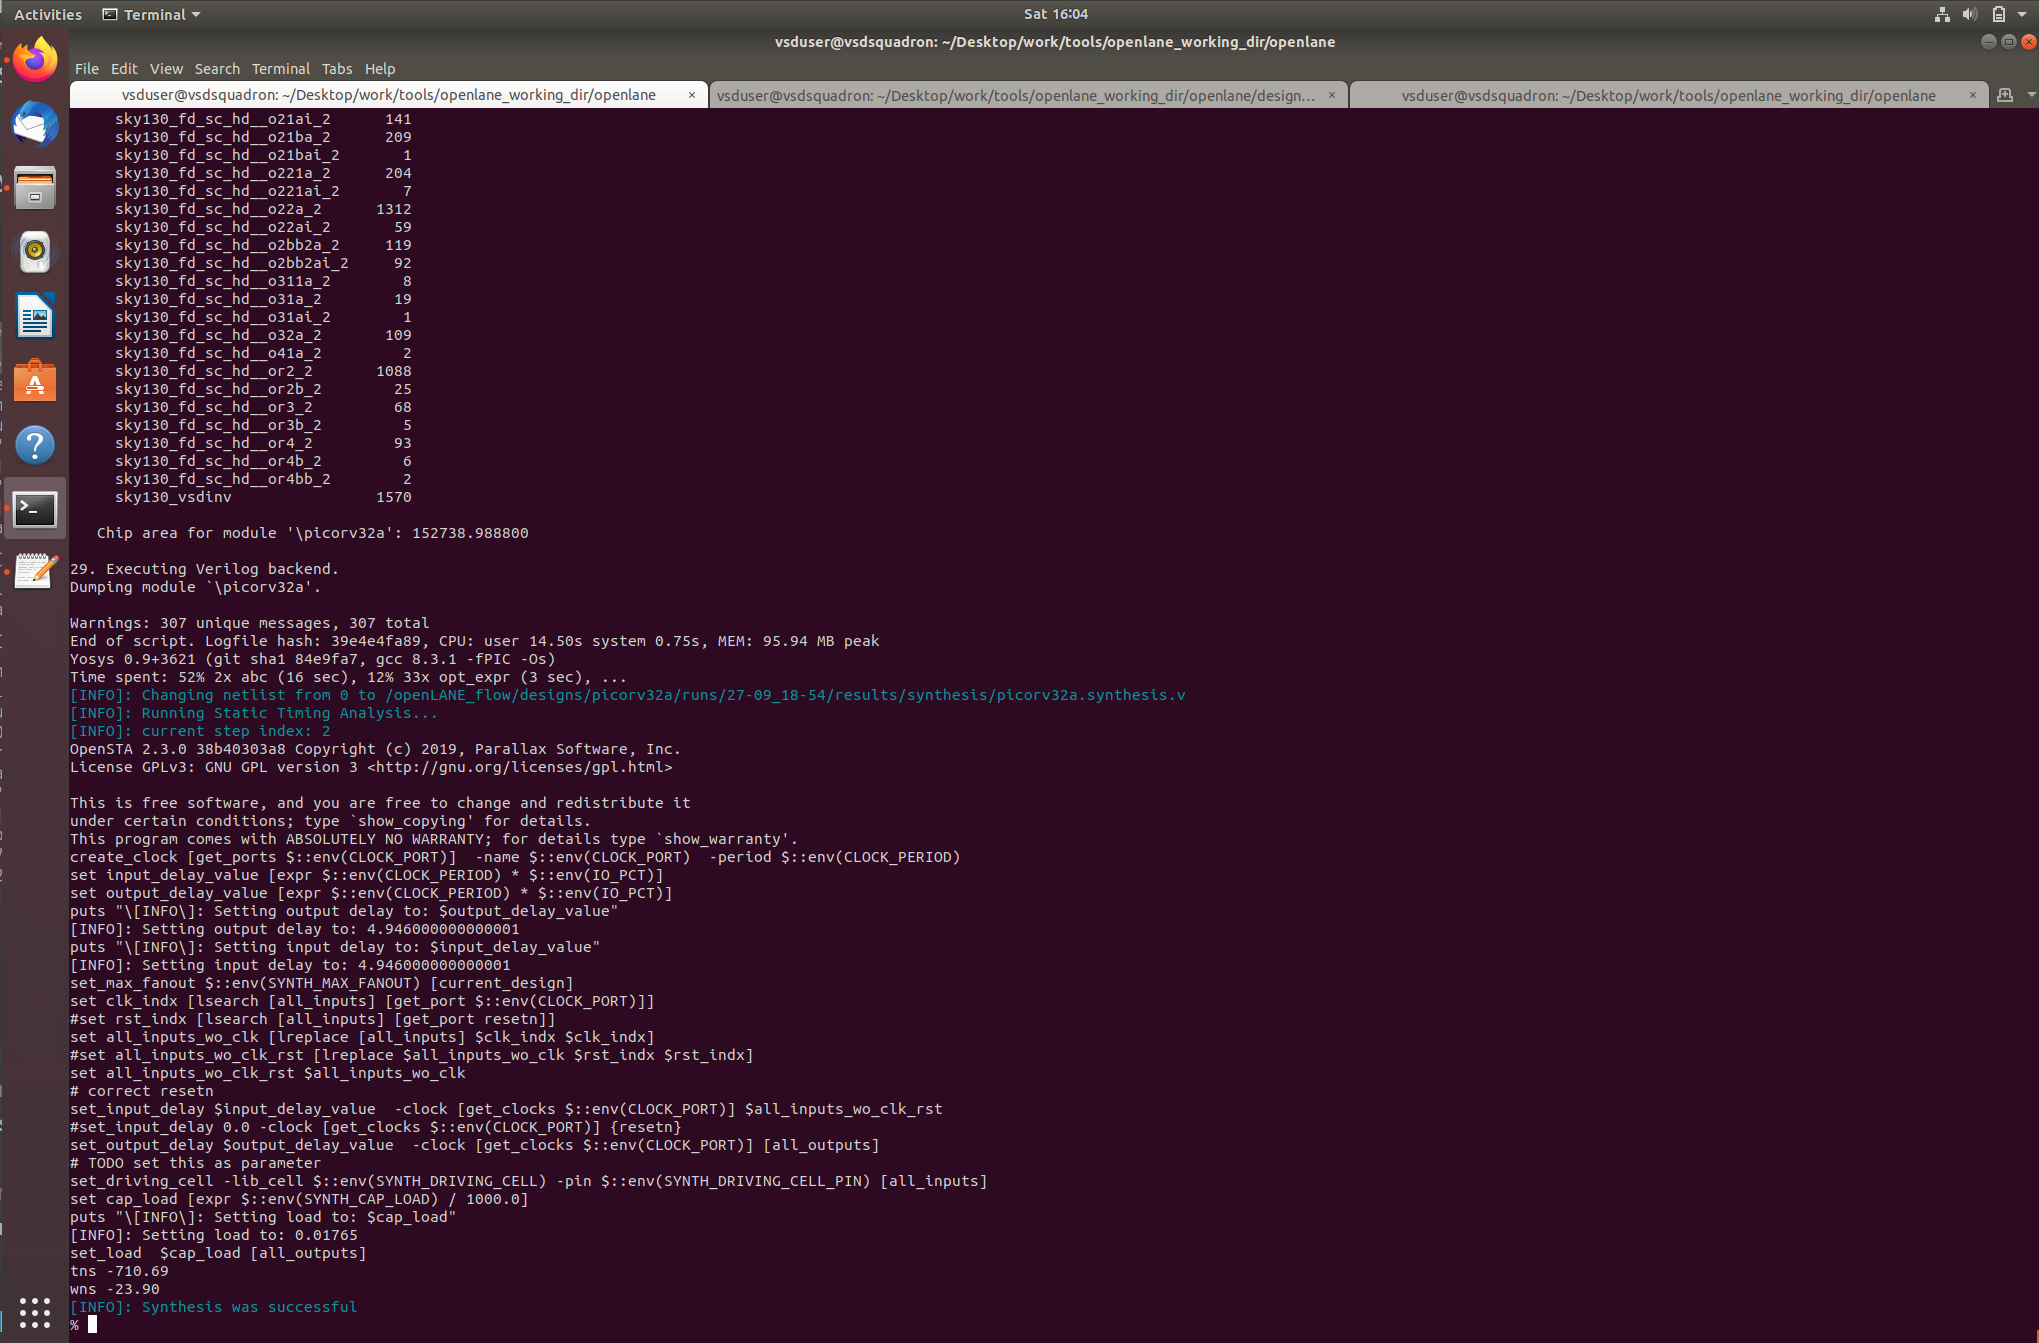 Activities Terminal Sat 16:04
vsduser@vsdsquadron: ~/Desktop/work/tools/openlane_working_dir/openlane
File Edit View Search Terminal Tabs Help
vsduser@vsdsquadron: ~/Desktop/work/tools/openlane_working_dir/openlane × vsduser@vsdsquadron: ~/Desktop/work/tools/openlane_working_dir/openlane/design... × vsduser@vsdsquadron: ~/Desktop/work/tools/openlane_working_dir/openlane ×
sky130_fd_sc_hd__o21ai_2 141
sky130_fd_sc_hd__o21ba_2 209
sky130_fd_sc_hd__o21bai_2 1
sky130_fd_sc_hd__o221a_2 204
sky130_fd_sc_hd__o221ai_2 7
sky130_fd_sc_hd__o22a_2 1312
sky130_fd_sc_hd__o22ai_2 59
sky130_fd_sc_hd__o2bb2a_2 119
sky130_fd_sc_hd__o2bb2ai_2 92
sky130_fd_sc_hd__o311a_2 8
sky130_fd_sc_hd__o31a_2 19
sky130_fd_sc_hd__o31ai_2 1
sky130_fd_sc_hd__o32a_2 109
sky130_fd_sc_hd__o41a_2 2
sky130_fd_sc_hd__or2_2 1088
sky130_fd_sc_hd__or2b_2 25
sky130_fd_sc_hd__or3_2 68
sky130_fd_sc_hd__or3b_2 5
sky130_fd_sc_hd__or4_2 93
sky130_fd_sc_hd__or4b_2 6
sky130_fd_sc_hd__or4bb_2 2
sky130_vsdinv 1570
Chip area for module '\picorv32a': 152738.988800
29. Executing Verilog backend.
Dumping module `\picorv32a'.
Warnings: 307 unique messages, 307 total
End of script. Logfile hash: 39e4e4fa89, CPU: user 14.50s system 0.75s, MEM: 95.94 MB peak
Yosys 0.9+3621 (git sha1 84e9fa7, gcc 8.3.1 -fPIC -Os)
Time spent: 52% 2x abc (16 sec), 12% 33x opt_expr (3 sec), ...
[INFO]: Changing netlist from 0 to /openLANE_flow/designs/picorv32a/runs/27-09_18-54/results/synthesis/picorv32a.synthesis.v
[INFO]: Running Static Timing Analysis...
[INFO]: current step index: 2
OpenSTA 2.3.0 38b40303a8 Copyright (c) 2019, Parallax Software, Inc.
License GPLv3: GNU GPL version 3 <http://gnu.org/licenses/gpl.html>
This is free software, and you are free to change and redistribute it
under certain conditions; type `show_copying' for details.
This program comes with ABSOLUTELY NO WARRANTY; for details type `show_warranty'.
create_clock [get_ports $::env(CLOCK_PORT)]  -name $::env(CLOCK_PORT)  -period $::env(CLOCK_PERIOD)
set input_delay_value [expr $::env(CLOCK_PERIOD) * $::env(IO_PCT)]
set output_delay_value [expr $::env(CLOCK_PERIOD) * $::env(IO_PCT)]
puts "\[INFO\]: Setting output delay to: $output_delay_value"
[INFO]: Setting output delay to: 4.946000000000001
puts "\[INFO\]: Setting input delay to: $input_delay_value"
[INFO]: Setting input delay to: 4.946000000000001
set_max_fanout $::env(SYNTH_MAX_FANOUT) [current_design]
set clk_indx [lsearch [all_inputs] [get_port $::env(CLOCK_PORT)]]
#set rst_indx [lsearch [all_inputs] [get_port resetn]]
set all_inputs_wo_clk [lreplace [all_inputs] $clk_indx $clk_indx]
#set all_inputs_wo_clk_rst [lreplace $all_inputs_wo_clk $rst_indx $rst_indx]
set all_inputs_wo_clk_rst $all_inputs_wo_clk
# correct resetn
set_input_delay $input_delay_value  -clock [get_clocks $::env(CLOCK_PORT)] $all_inputs_wo_clk_rst
#set_input_delay 0.0 -clock [get_clocks $::env(CLOCK_PORT)] {resetn}
set_output_delay $output_delay_value  -clock [get_clocks $::env(CLOCK_PORT)] [all_outputs]
# TODO set this as parameter
set_driving_cell -lib_cell $::env(SYNTH_DRIVING_CELL) -pin $::env(SYNTH_DRIVING_CELL_PIN) [all_inputs]
set cap_load [expr $::env(SYNTH_CAP_LOAD) / 1000.0]
puts "\[INFO\]: Setting load to: $cap_load"
[INFO]: Setting load to: 0.01765
set_load  $cap_load [all_outputs]
tns -710.69
wns -23.90
[INFO]: Synthesis was successful
%